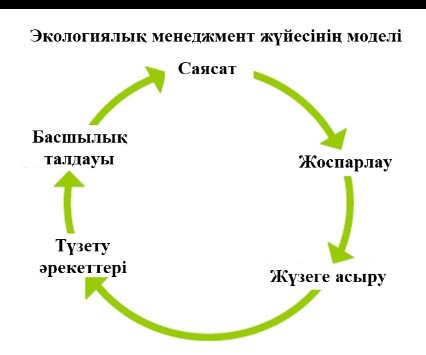 Экологиялық менеджмент жүйесінің моделі
Саясат
Жоспарлау
Жүзеге асыру
Түзету
әрекеттері
Басшылық
талдауы